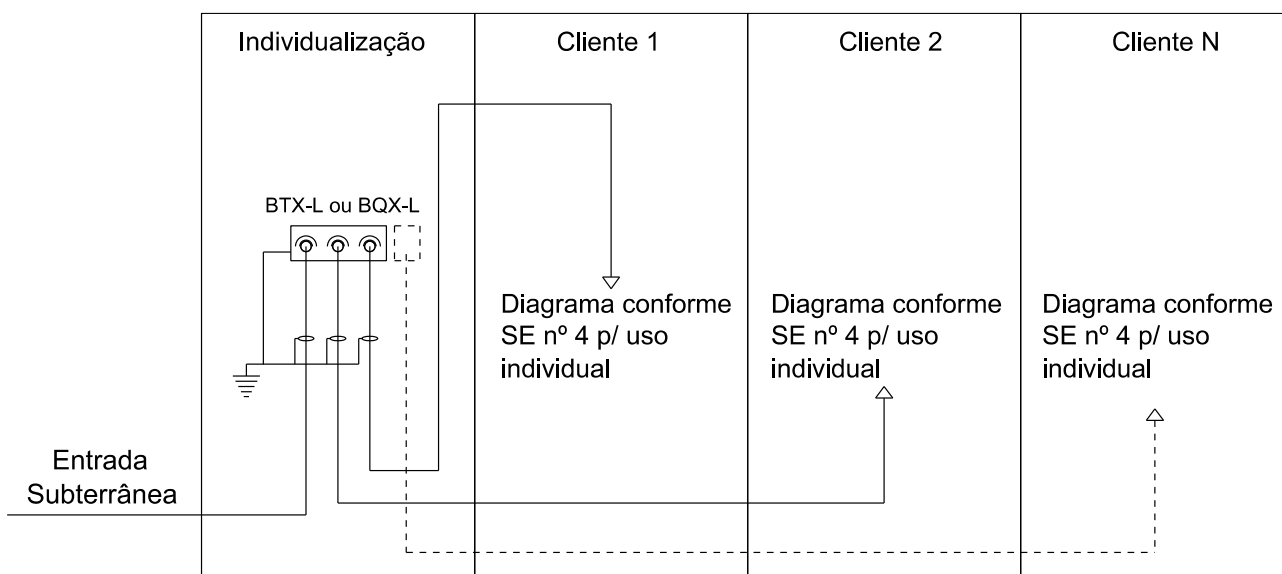 Individualização
Cliente 1
Cliente 2
Cliente N
BTX-L ou BQX-L
Diagrama conforme
SE nº 4 p/ uso
individual
Diagrama conforme
SE nº 4 p/ uso
individual
Diagrama conforme
SE nº 4 p/ uso
individual
Entrada
Subterrânea